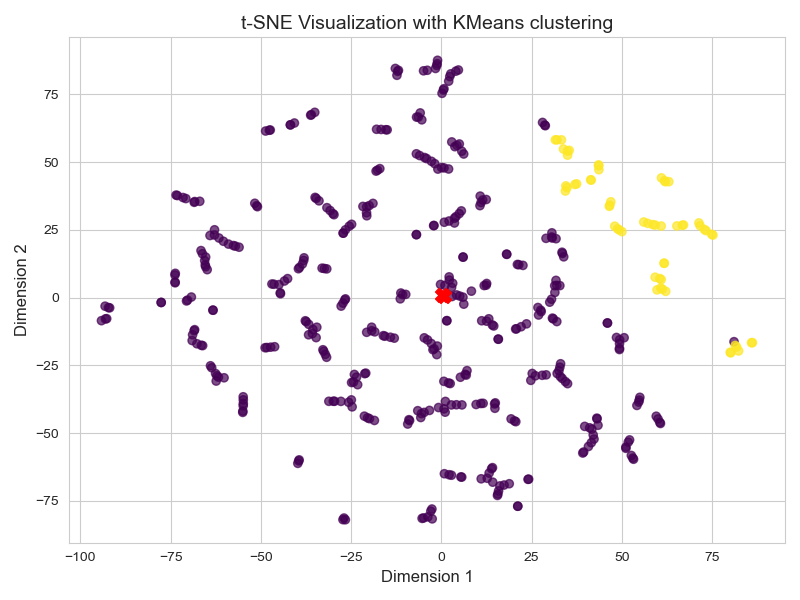 t-SNE Visualization with KMeans clustering
75
50
25
0
−25
−50
−75
Dimension 2
−100 −75 −50 −25 0 25 50 75
Dimension 1